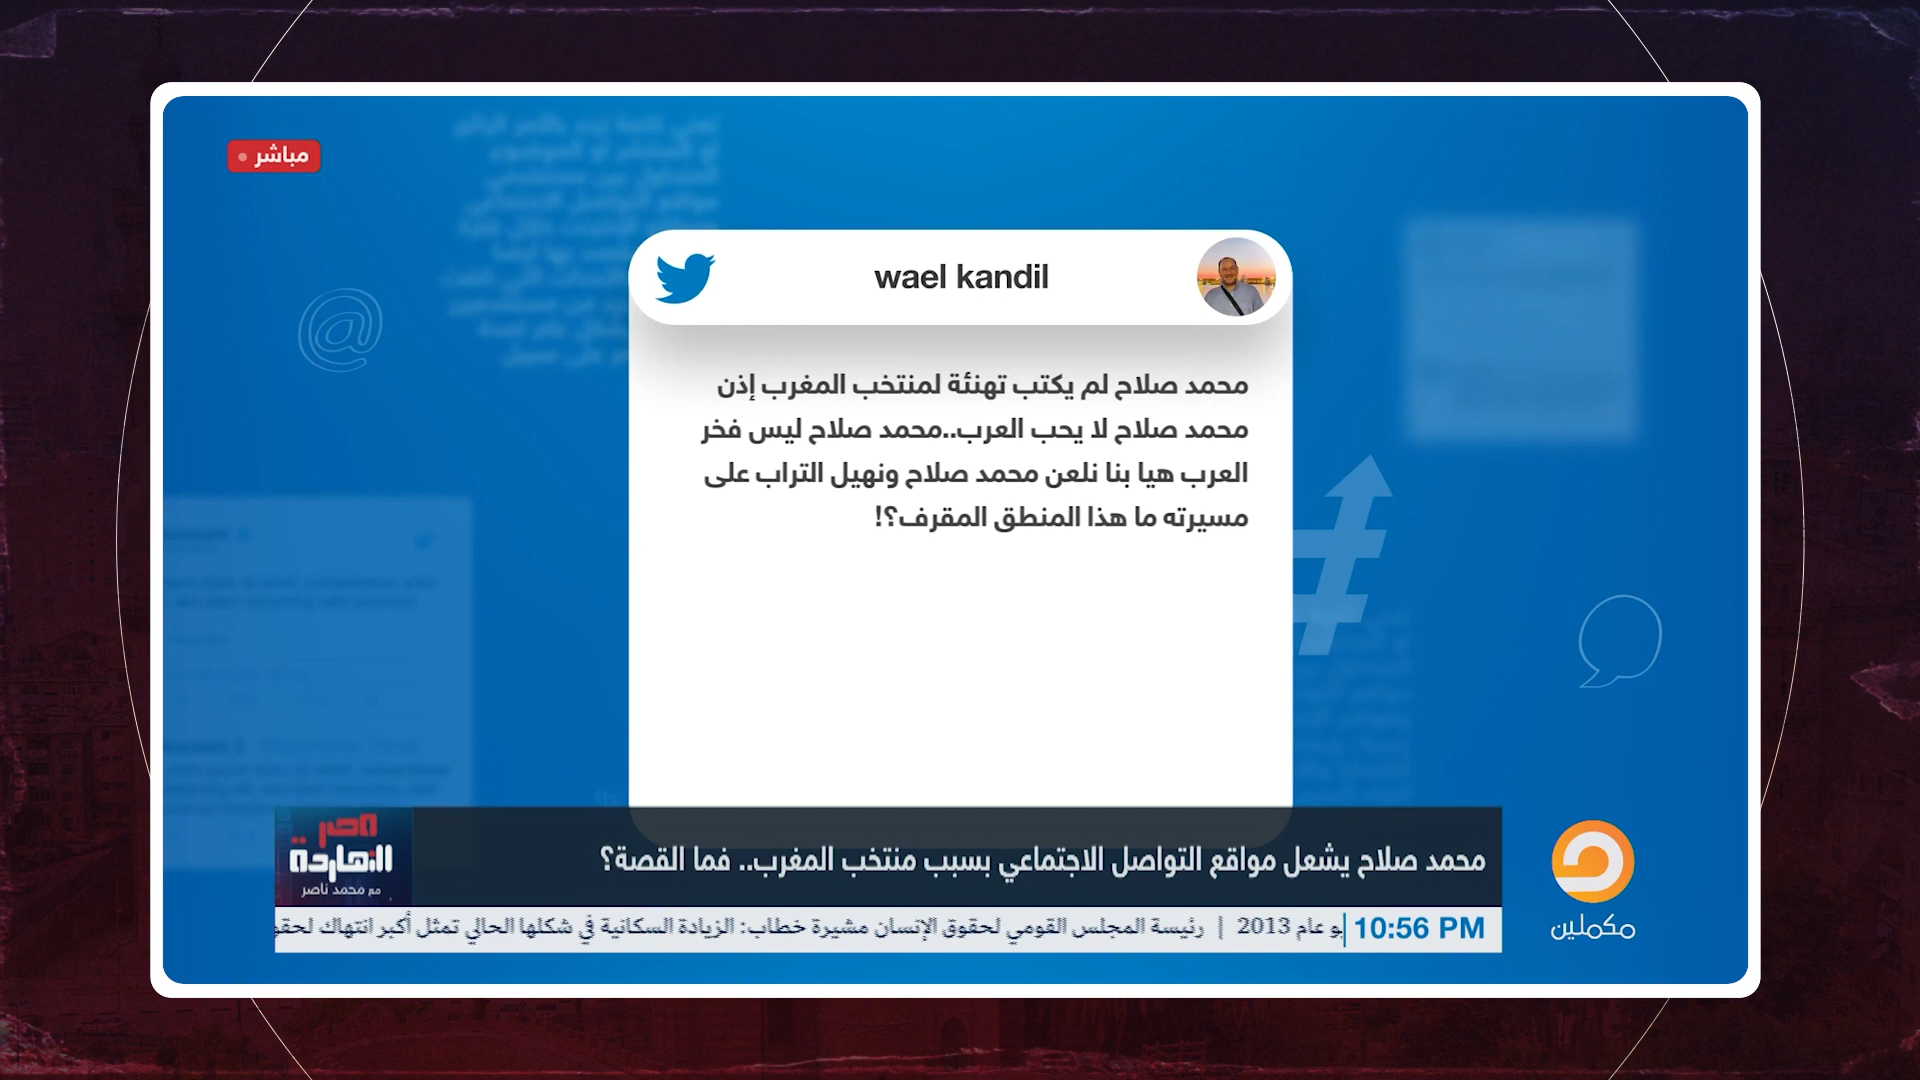 مباشر
wael kandil
محمد صلاح لم يكتب تهنئة لمنتخب المغرب إذن
محمد صلاح لا يحب العرب..محمد صلاح ليس فخر
العرب هيا بنا نلعن محمد صلاح ونهيل التراب على
مسيرته ما هذا المنطق المقرف؟!
مصر
النهاردة
مع محمد ناصر
محمد صلاح يشعل مواقع التواصل الاجتماعي بسبب منتخب المغرب.. فما القصة؟
10:56 PM
عام 2013 | رئيسة المجلس القومي لحقوق الإنسان مشيرة خطاب: الزيادة السكانية في شكلها الحالي تمثل أكبر انتهاك
مكملين